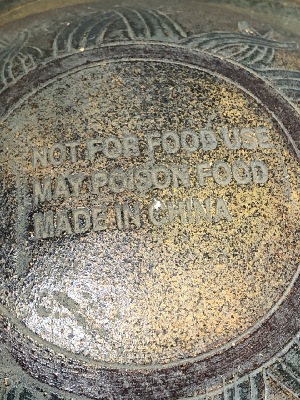 NOT FOR FOOD USE
MAY POISON FOOD
MADE IN CHINA